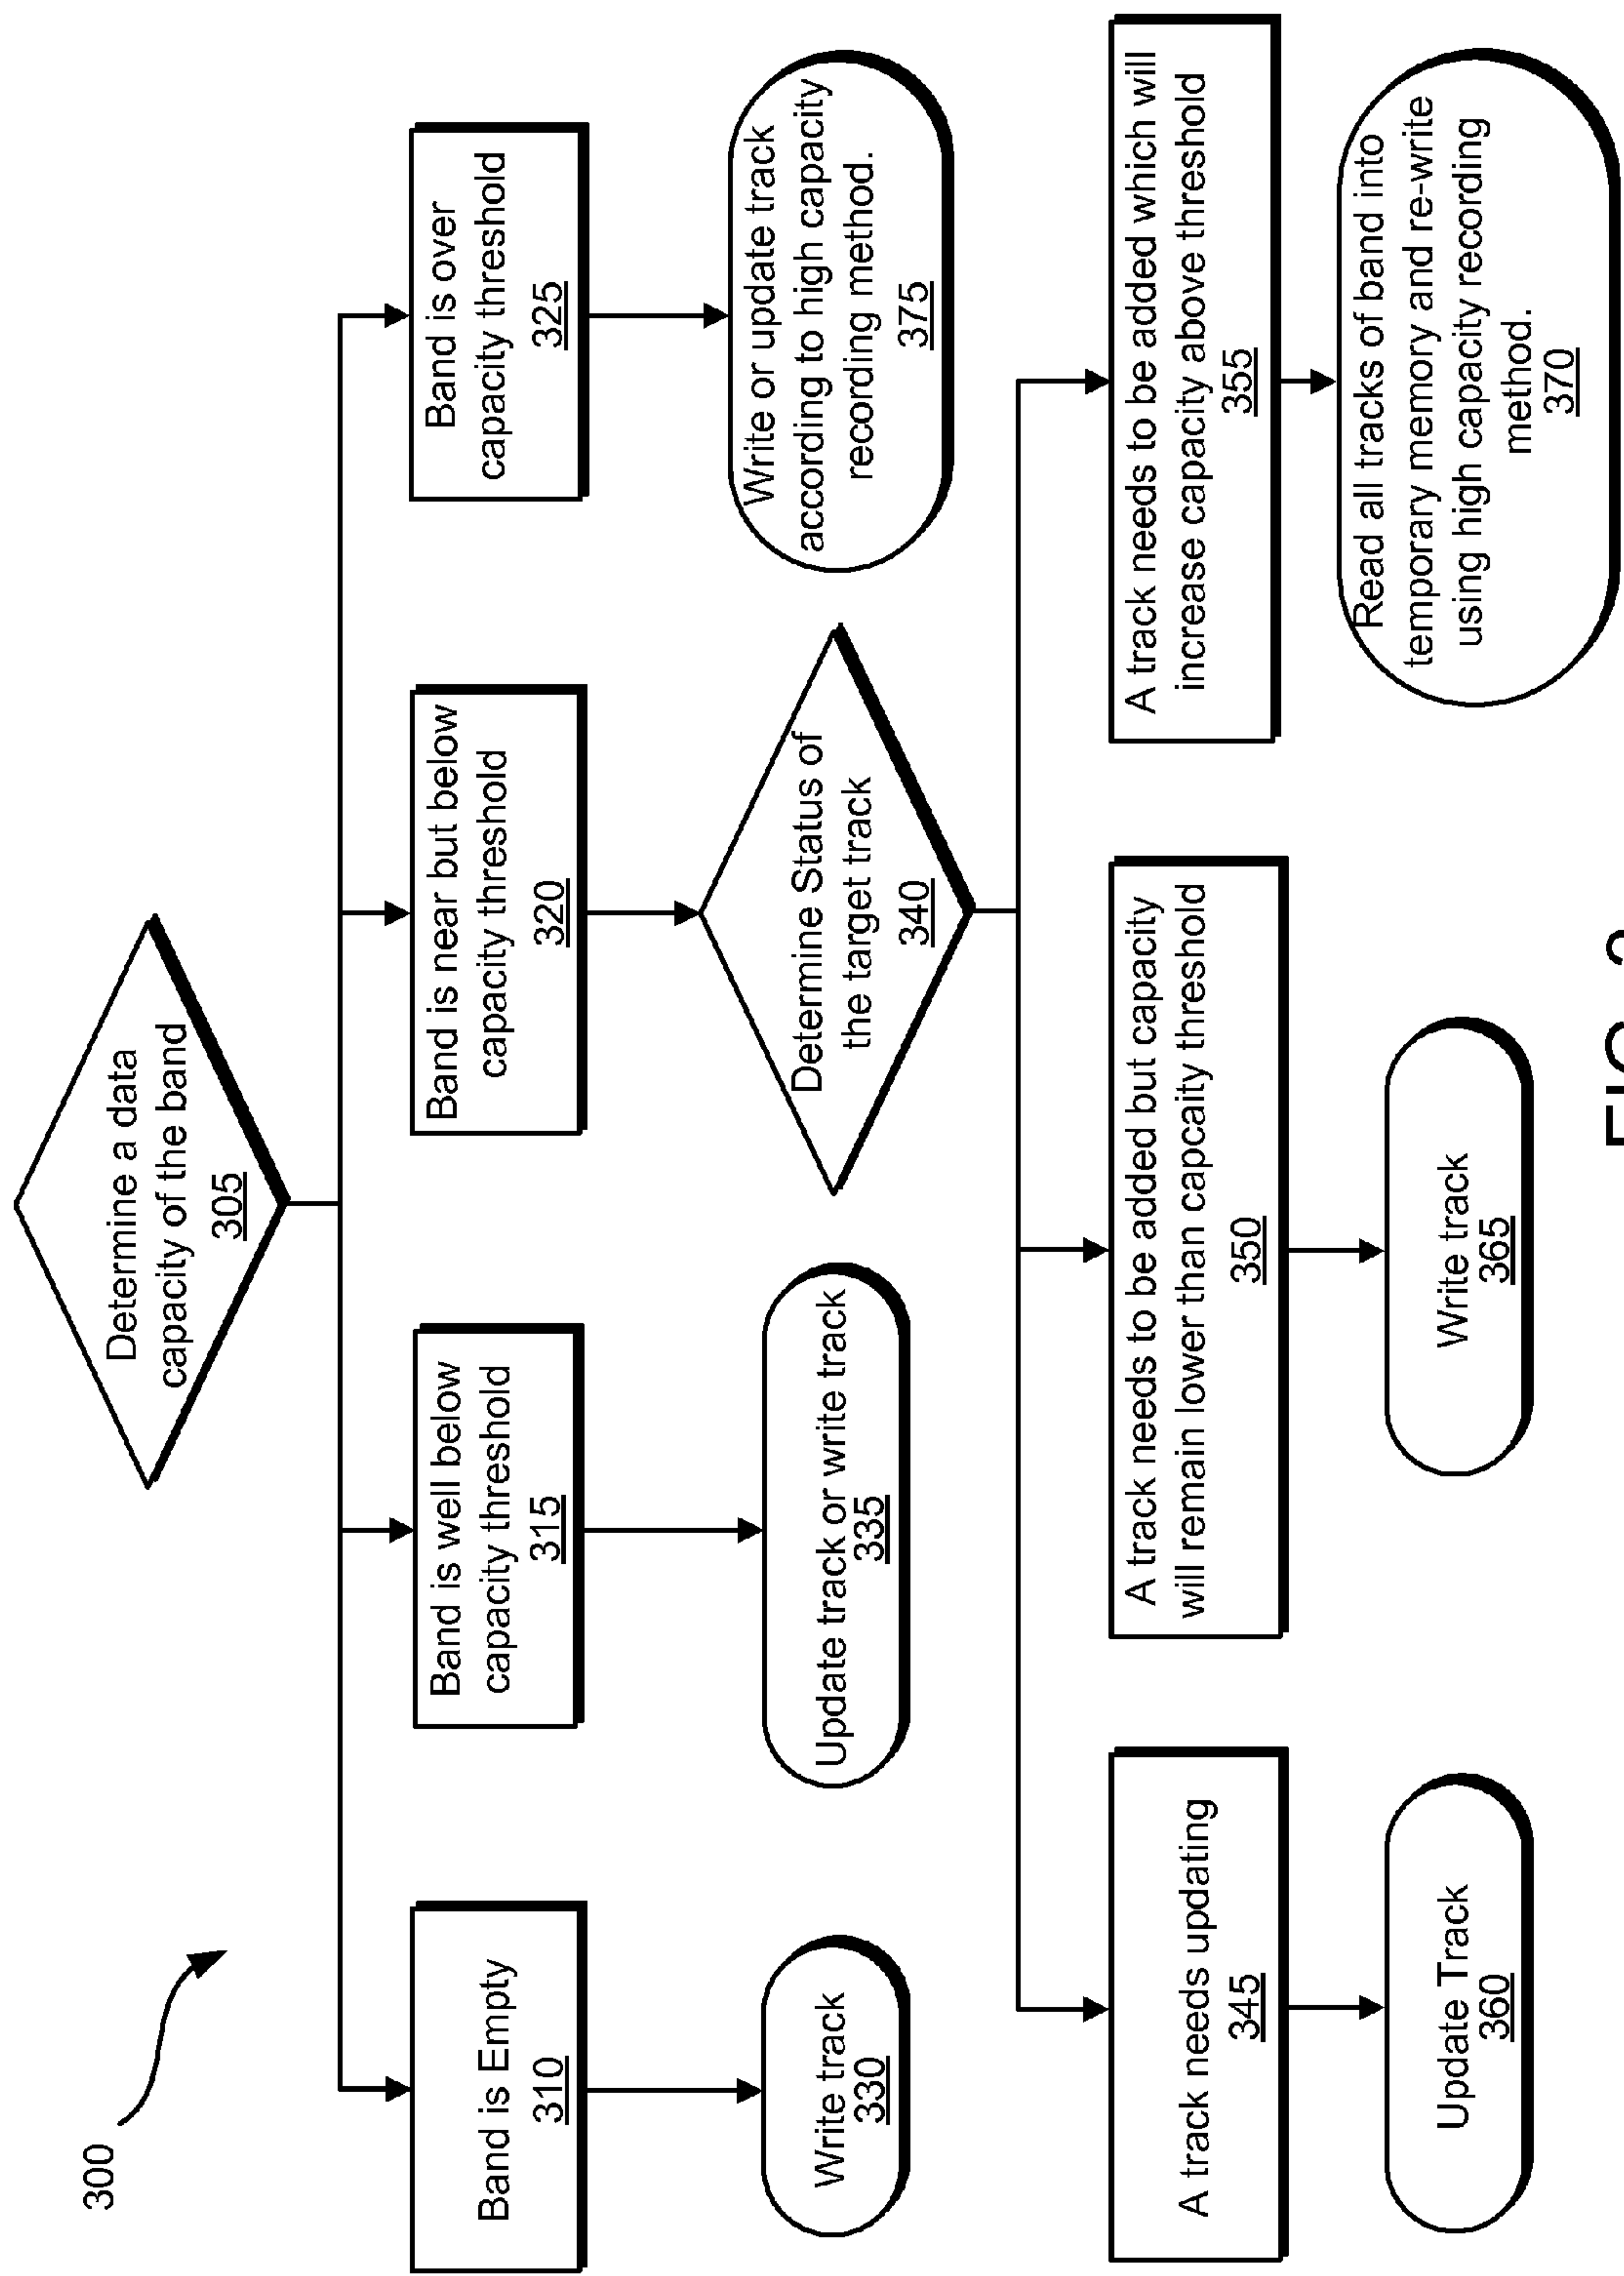 300
Determine a data
capacity of the band
305
Band is Empty
310
Band is well below
capacity threshold
315
Band is near but below
capacity threshold
320
Band is over
capacity threshold
325
Write track
330
Update track or write track
335
Determine Status of
the target track
340
Write or update track
according to high capacity
recording method.
375
A track needs updating
345
A track needs to be added but capacity
will remain lower than capcaity threshold
350
A track needs to be added which will
increase capacity above threshold
355
Update Track
360
Write track
365
Read all tracks of band into
temporary memory and re-write
using high capacity recording
method.
370